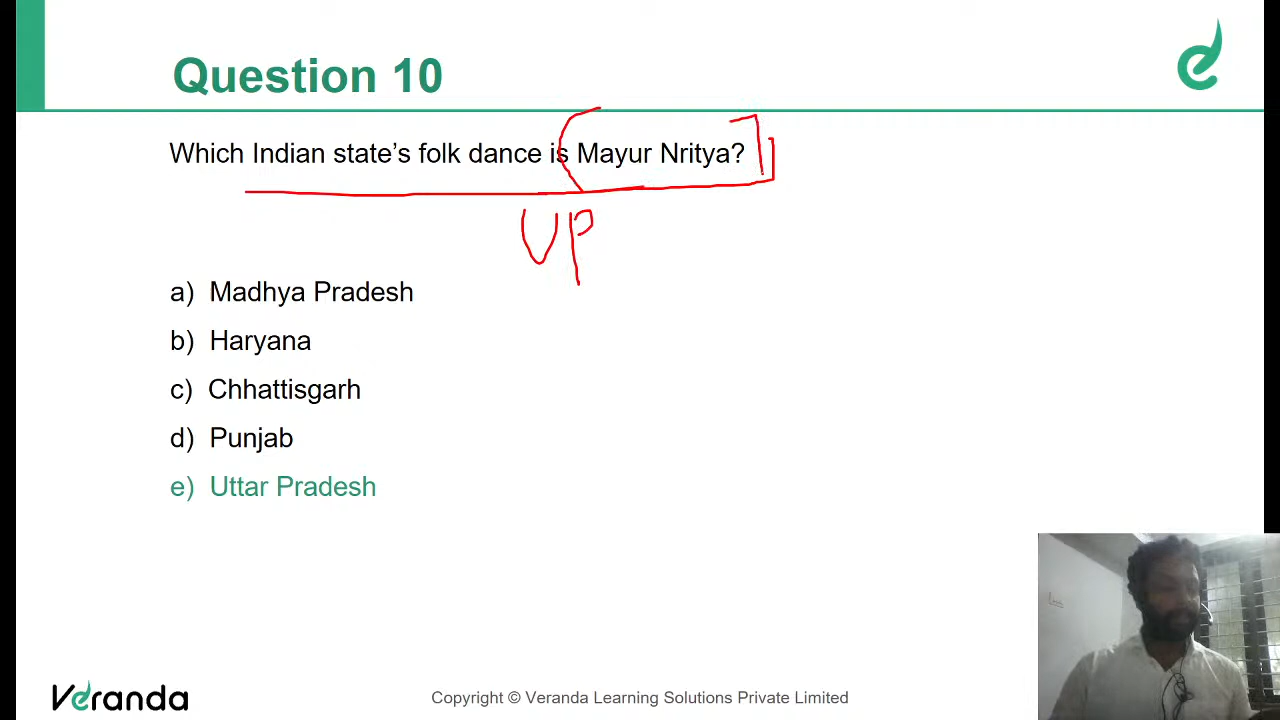 Question 10
Which Indian state's folk dance is Mayur Nritya?
UP
a) Madhya Pradesh
b) Haryana
c) Chhattisgarh
d) Punjab
e) Uttar Pradesh
Veranda
Copyright © Veranda Learning Solutions Private Limited